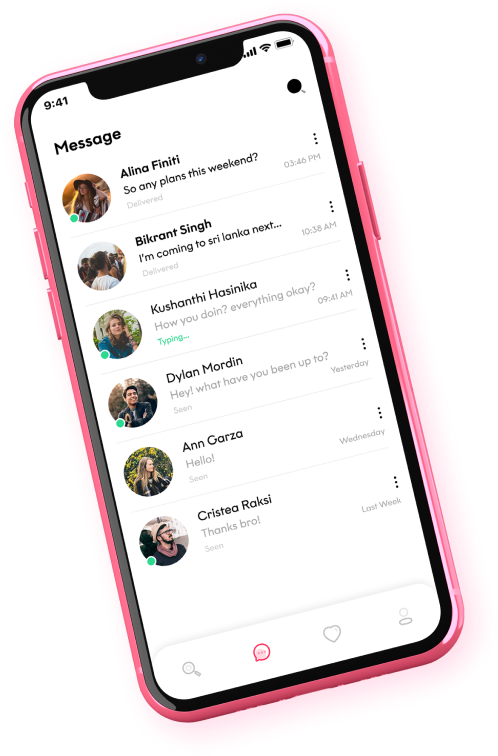 9:41
Message
Alina Finiti
So any plans this weekend?
Delivered
03:46 PM
Bikrant Singh
I'm coming to sri lanka next...
Delivered
10:38 AM
Kushanthi Hasinika
How you doin? everything okay?
Typing...
09:41 AM
Dylan Mordin
Hey! what have you been up to?
Seen
Yesterday
Ann Garza
Hello!
Seen
Wednesday
Cristea Raksi
Thanks bro!
Seen
Last Week